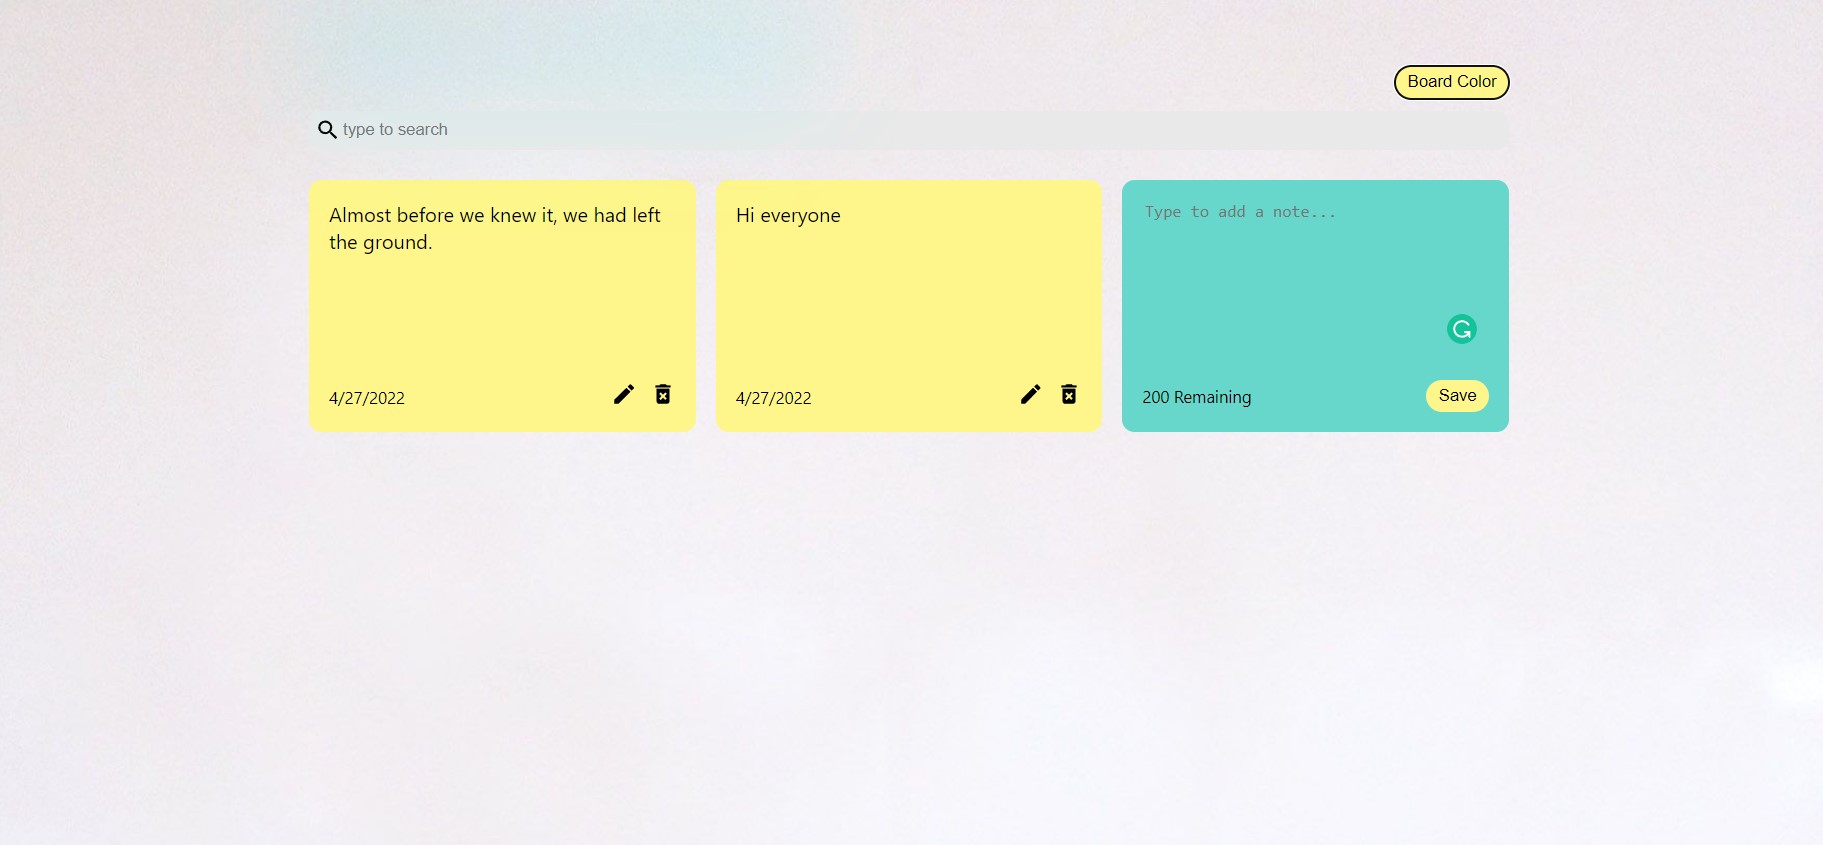 Board Color
type to search
Almost before we knew it, we had left
the ground.
4/27/2022
Hi everyone
4/27/2022
Type to add a note...
200 Remaining
Save